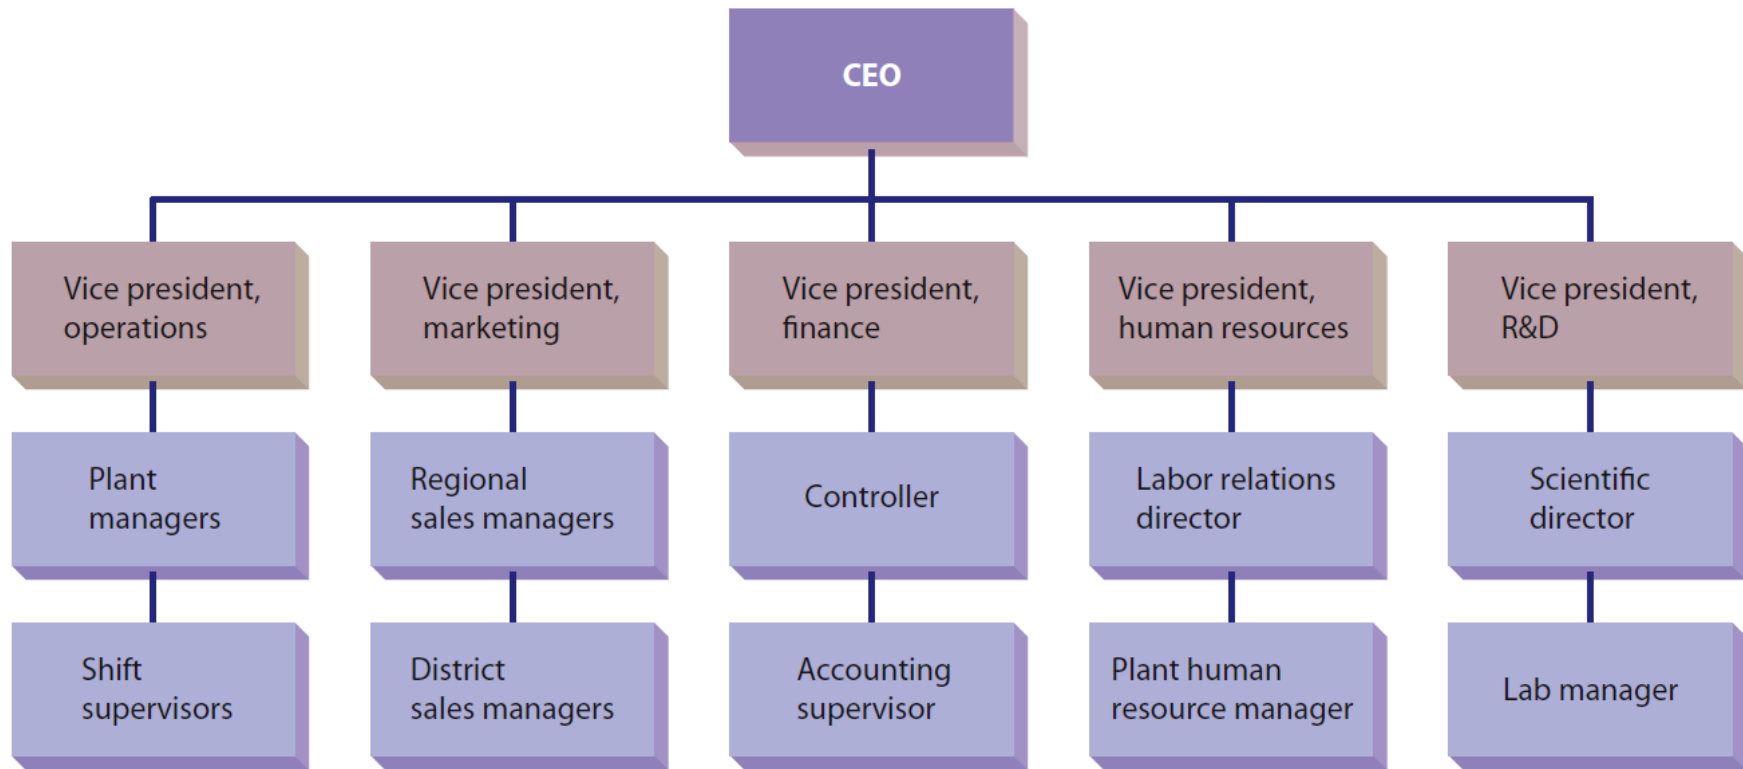 CEO
Vice president,
operations
Vice president,
marketing
Vice president,
finance
Vice president,
human resources
Vice president,
R&D
Plant
managers
Regional
sales managers
Controller
Labor relations
director
Scientific
director
Shift
supervisors
District
sales managers
Accounting
supervisor
Plant human
resource manager
Lab manager